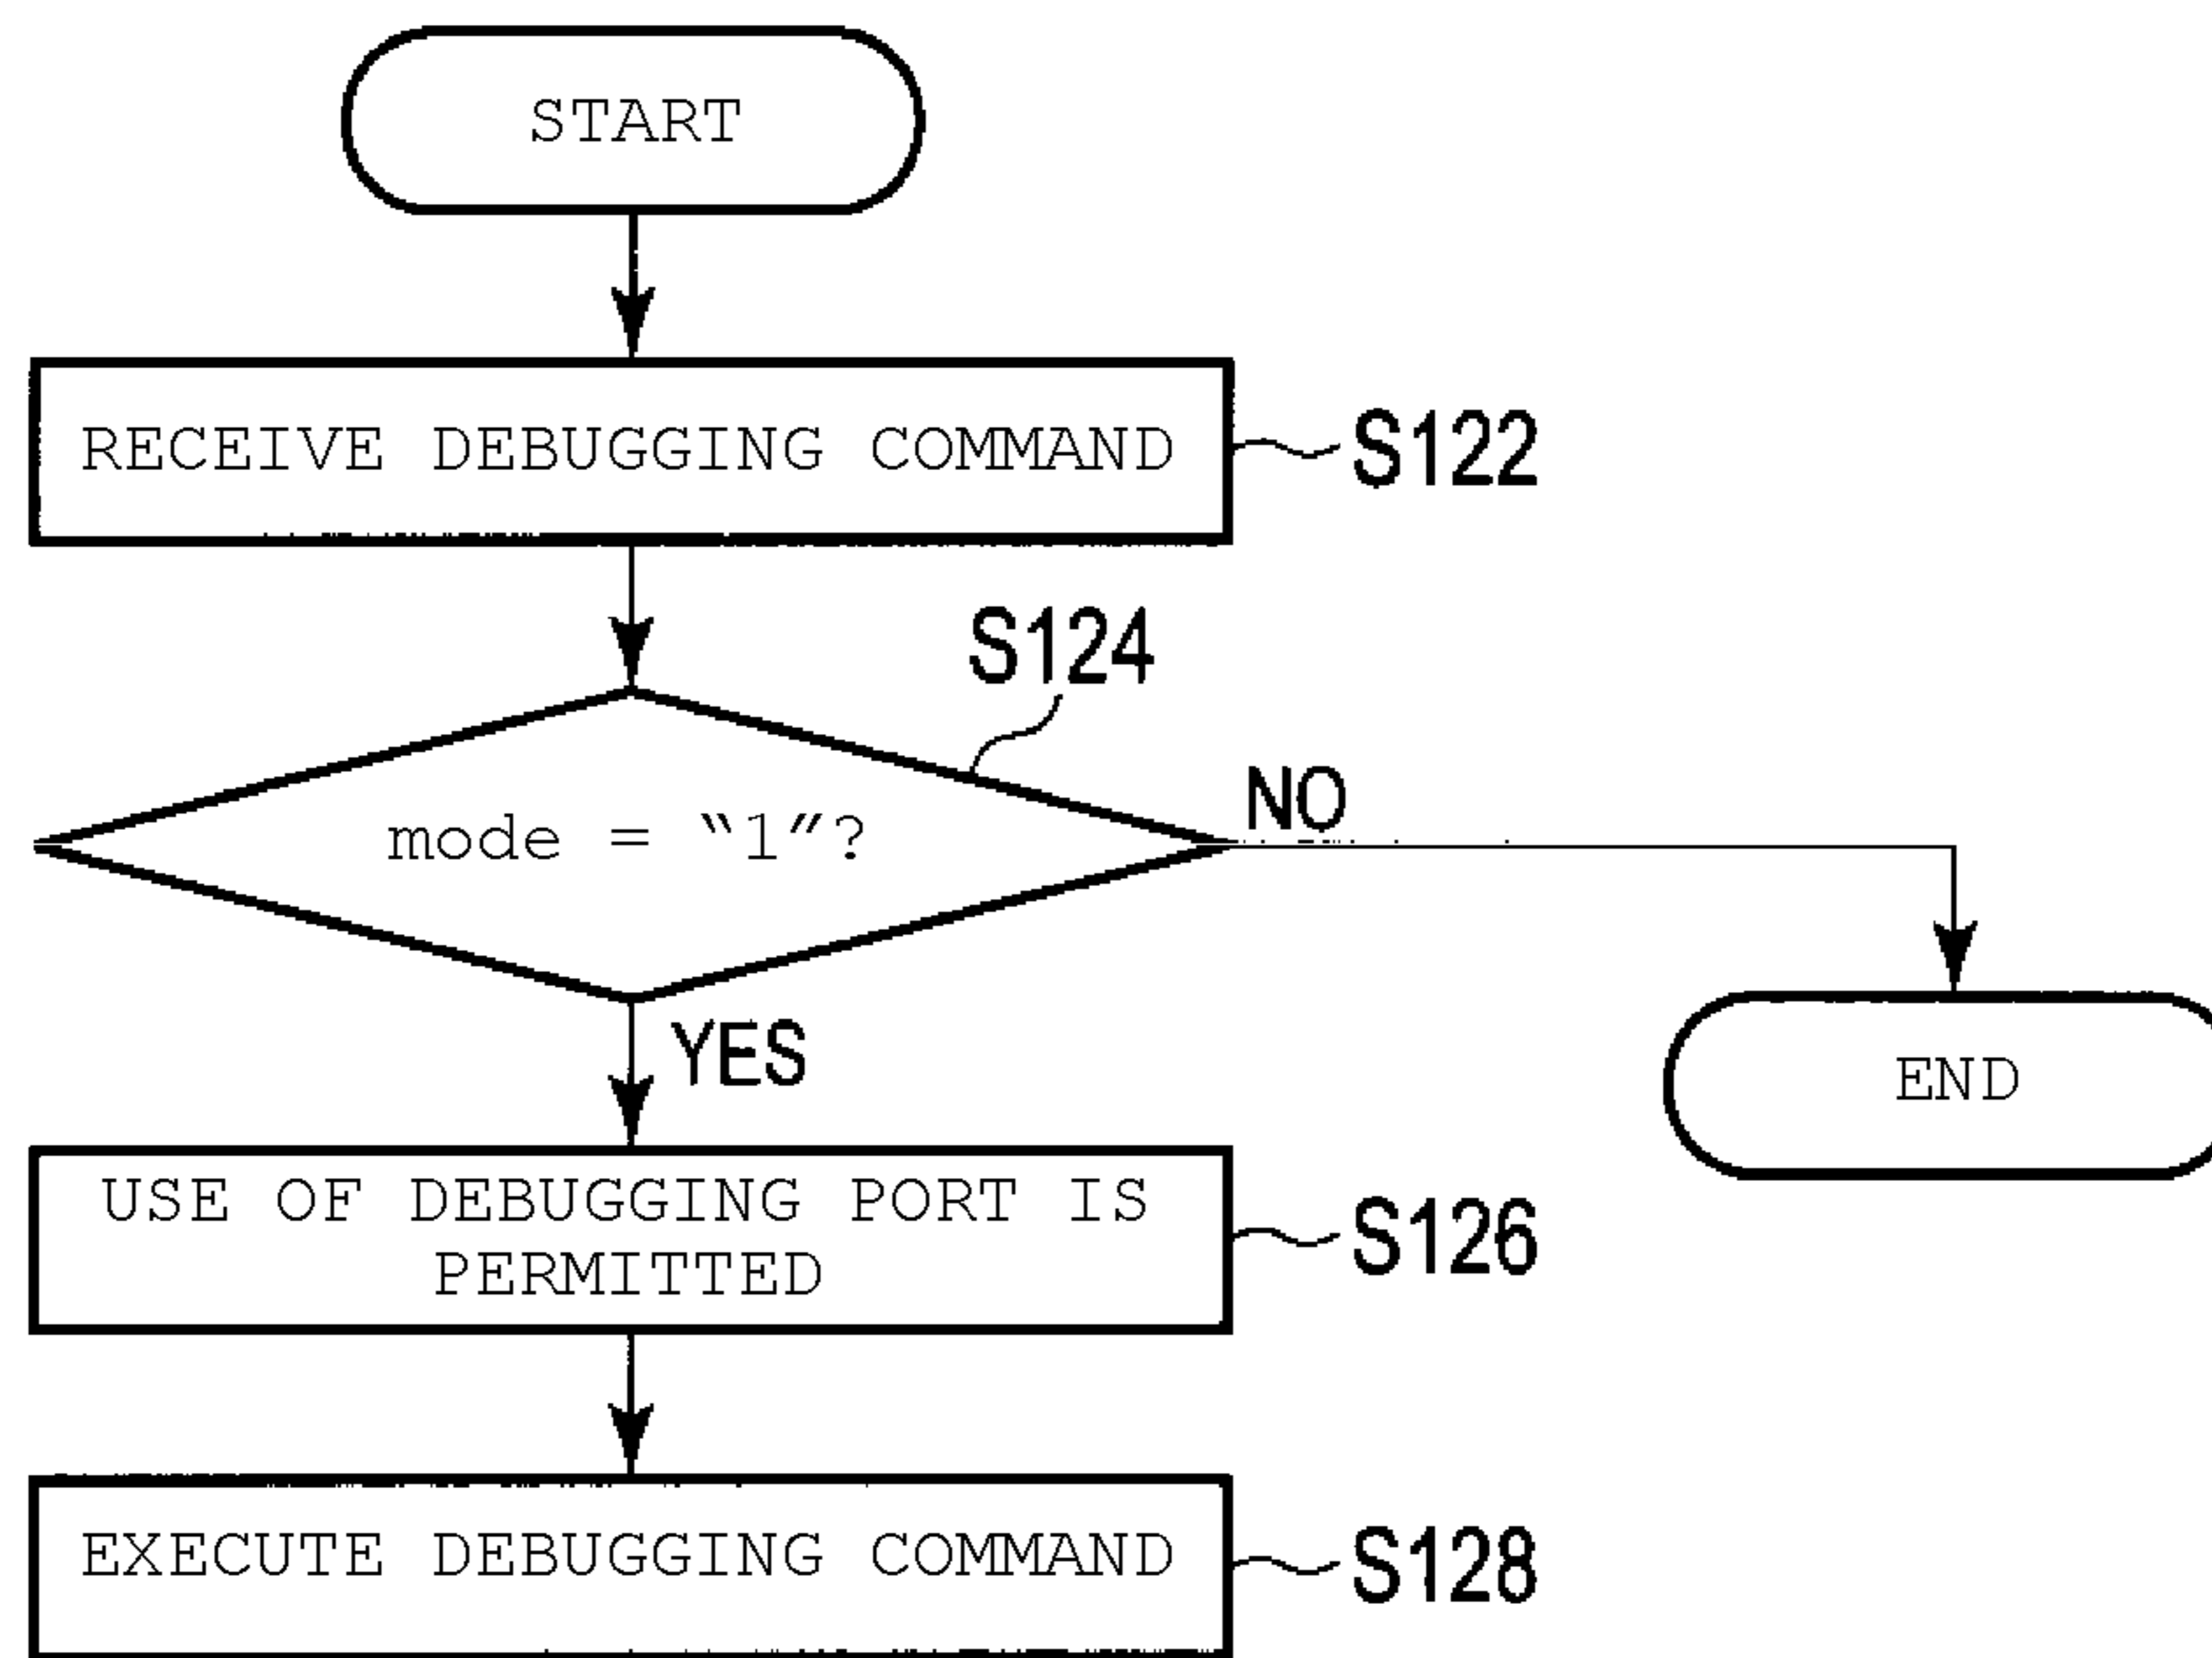 START
RECEIVE DEBUGGING COMMAND
S122
S124
mode = “1”?
NO
YES
END
USE OF DEBUGGING PORT IS
PERMITTED
S126
EXECUTE DEBUGGING COMMAND
S128